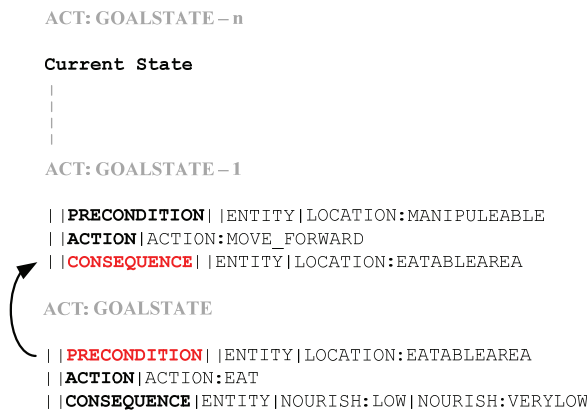 ACT: GOALSTATE – n
Current State
|
|
|
|
ACT: GOALSTATE – 1
||PRECONDITION||ENTITY|LOCATION:MANIPULEABLE
||ACTION|ACTION:MOVE_FORWARD
||CONSEQUENCE||ENTITY|LOCATION:EATABLEAREA
ACT: GOALSTATE
||PRECONDITION||ENTITY|LOCATION:EATABLEAREA
||ACTION|ACTION:EAT
||CONSEQUENCE|ENTITY|NOURISH:LOW|NOURISH:VERYLOW